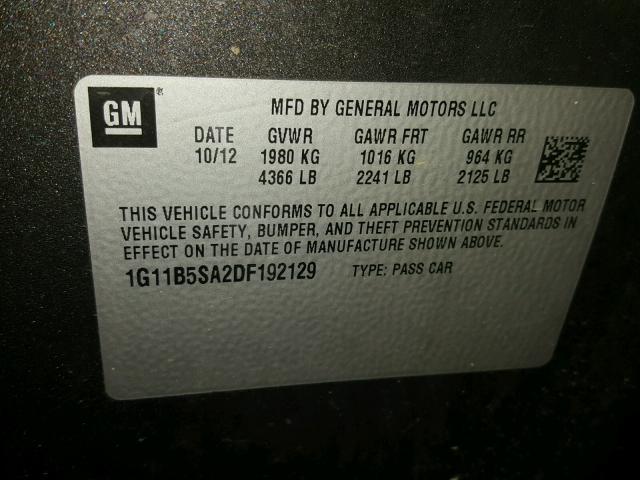 GM ®
MFD BY GENERAL MOTORS LLC
DATE GVWR GAWR FRT GAWR RR
10/12 1980 KG 1016 KG 964 KG
4366 LB 2241 LB 2125 LB
THIS VEHICLE CONFORMS TO ALL APPLICABLE U.S. FEDERAL MOTOR
VEHICLE SAFETY, BUMPER, AND THEFT PREVENTION STANDARDS IN
EFFECT ON THE DATE OF MANUFACTURE SHOWN ABOVE.
1G11B5SA2DF192129 TYPE: PASS CAR